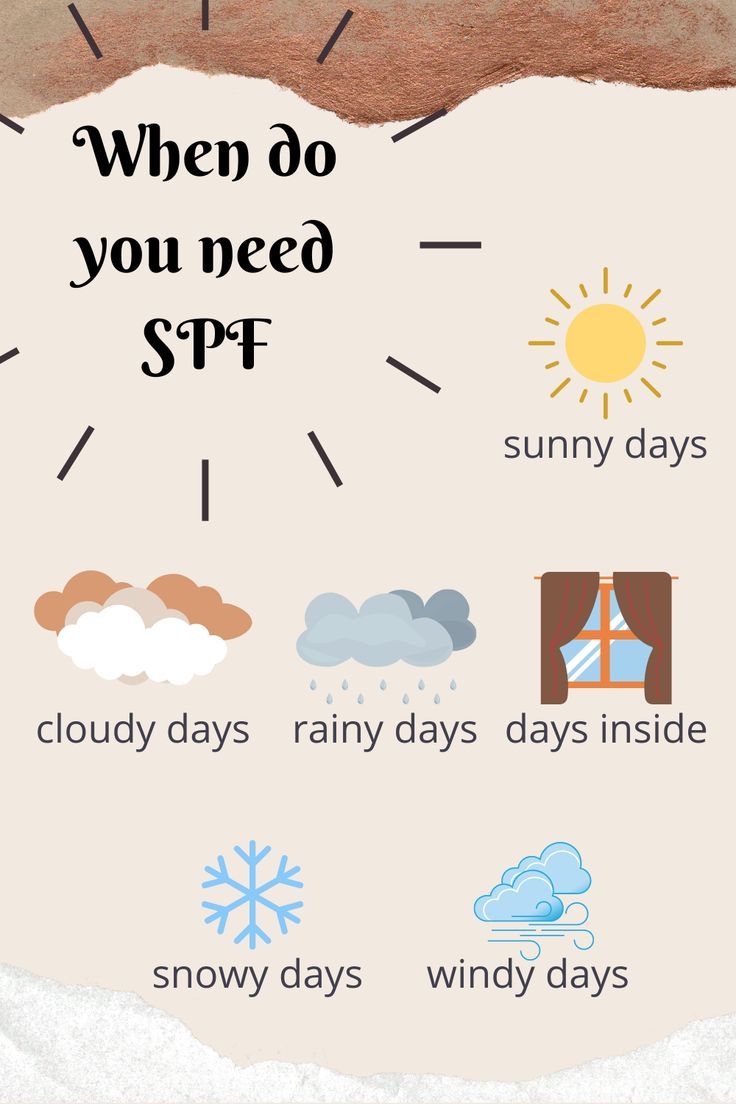 When do
you need
SPF
sunny days
cloudy days
rainy days
days inside
snowy days
windy days